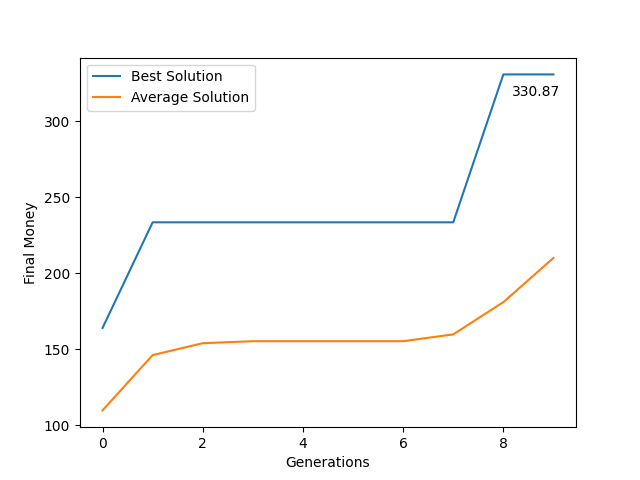 Best Solution
Average Solution
330.87
300
250
200
150
100
Final Money
0 2 4 6 8
Generations